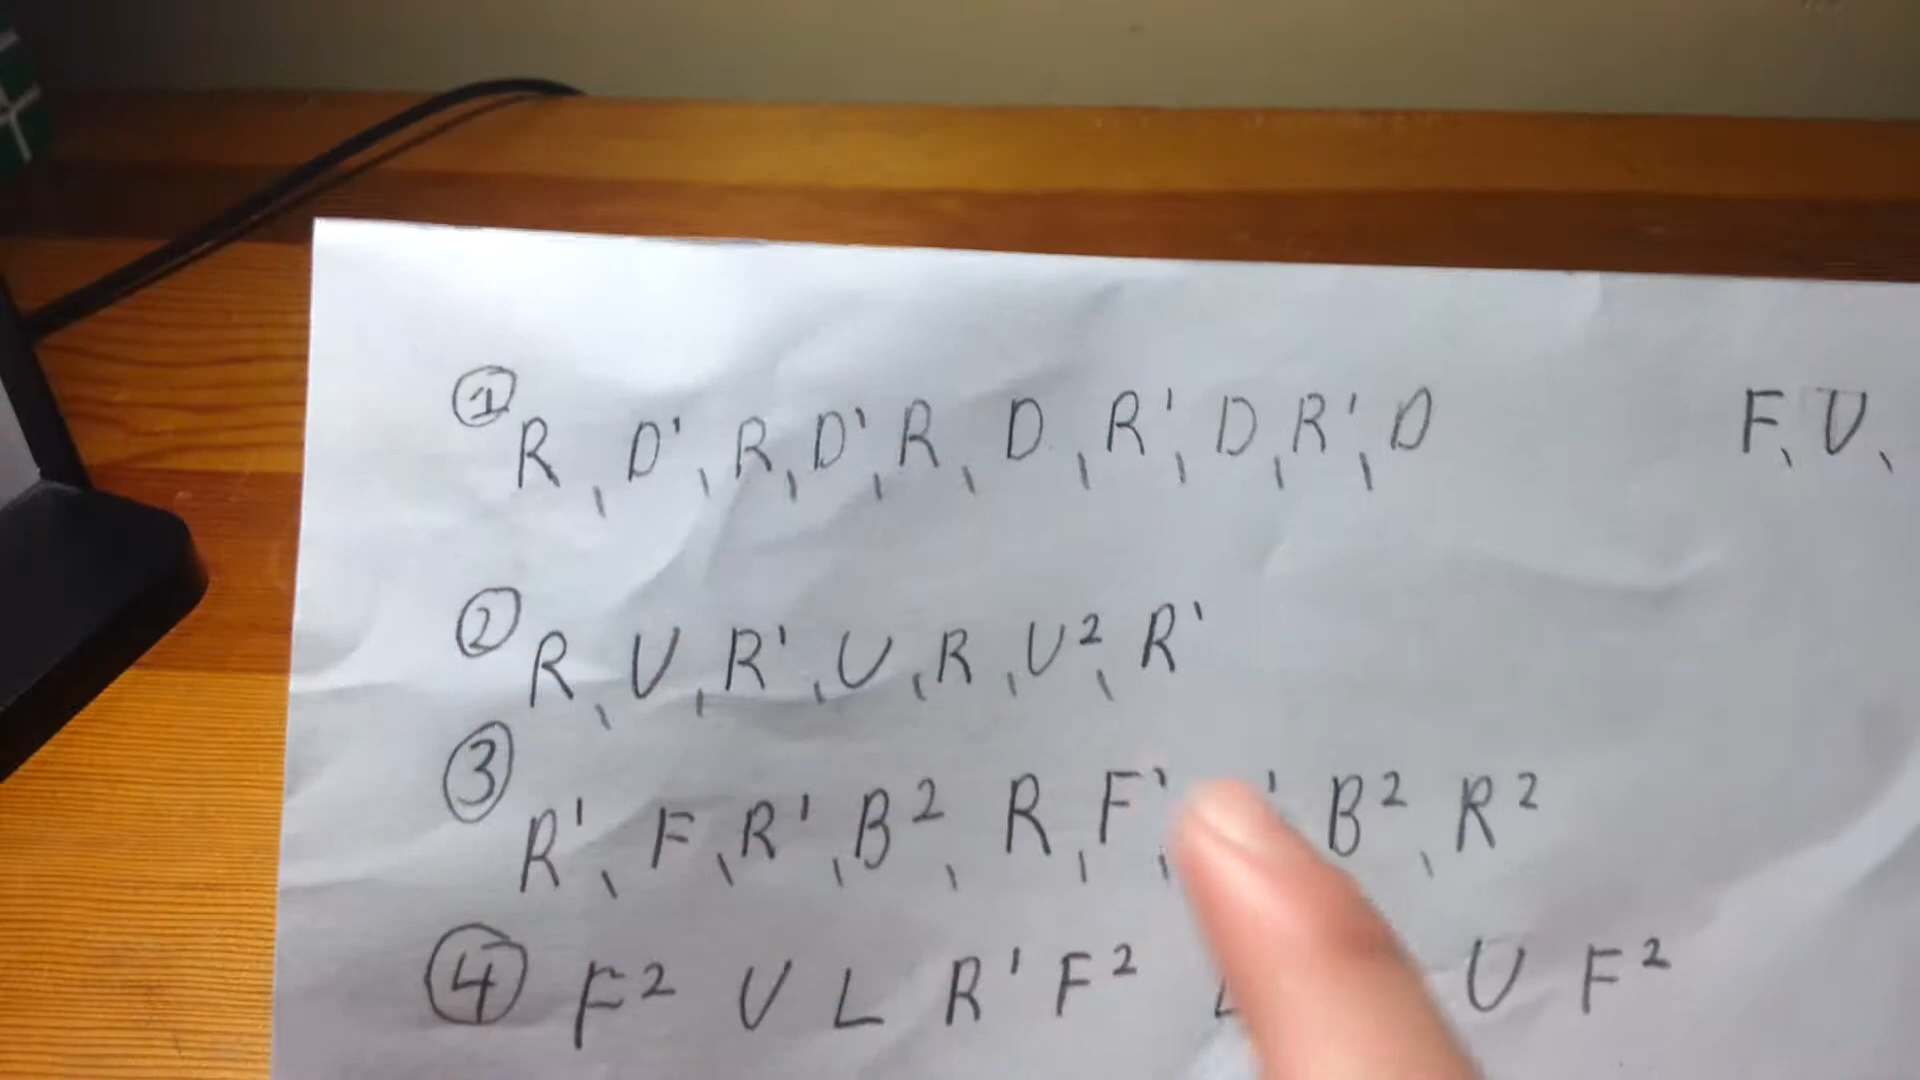 ① R, D', R, D', R, D, R', D, R', D F, U,
② R, U, R', U, R, U², R'
③ R', F, R', B², R, F', B², R²
④ F² U L R' F² U F²